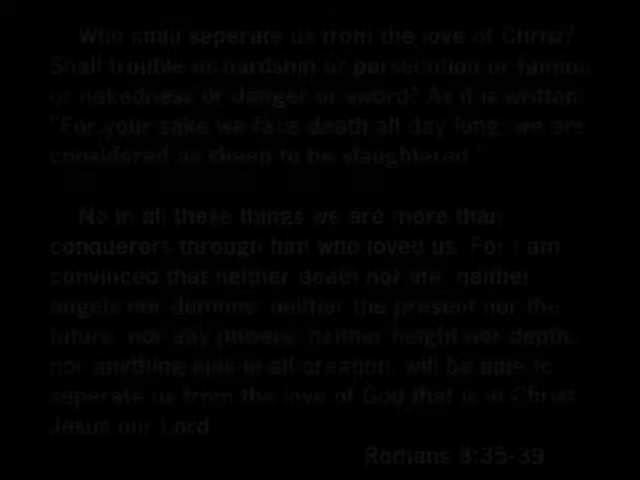 Who shall seperate us from the love of Christ?
Shall trouble or hardship or persecution or famine
or nakedness or danger or sword? As it is written
"For your sake we face death all day long; we are
considered as sheep to be slaughtered."
No in all these things we are more than
conquerers through him who loved us. For I am
convinced that neither death nor life, neither
angels nor demons, neither the present nor the
future, nor any powers, neither height nor depth,
nor anything else in all creation, will be able to
seperate us from the love of God that is in Christ
Jesus our Lord
Romans 8:35-39